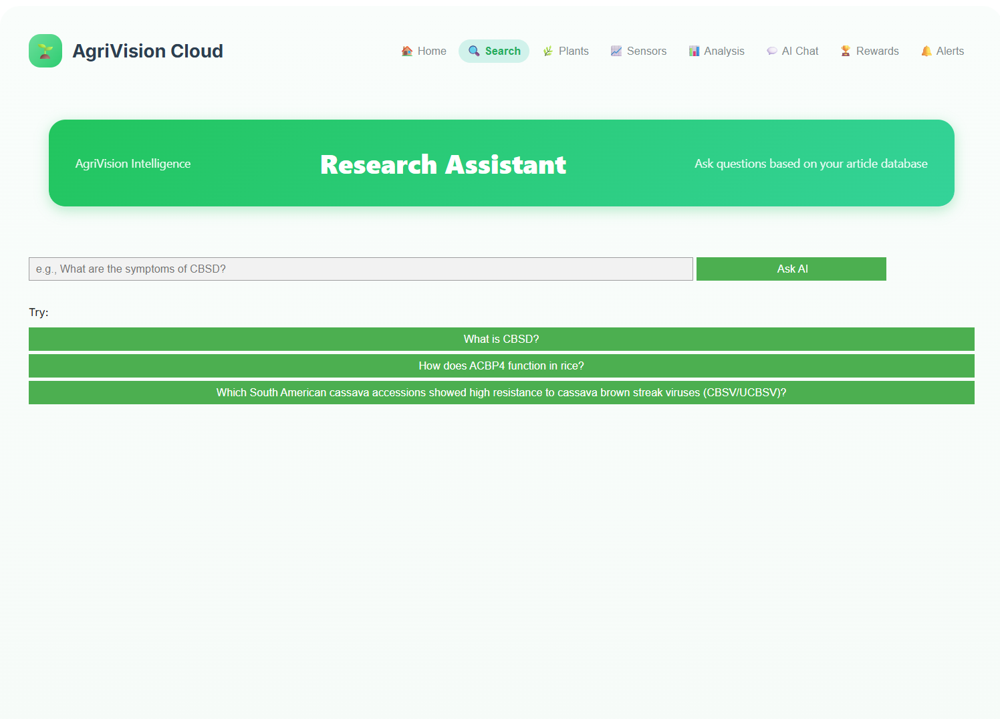 AgriVision Cloud
Home Search Plants Sensors Analysis AI Chat Rewards Alerts
AgriVision Intelligence
Research Assistant
Ask questions based on your article database
e.g., What are the symptoms of CBSD?
Ask AI
Try:
What is CBSD?
How does ACBP4 function in rice?
Which South American cassava accessions showed high resistance to cassava brown streak viruses (CBSV/UCBSV)?